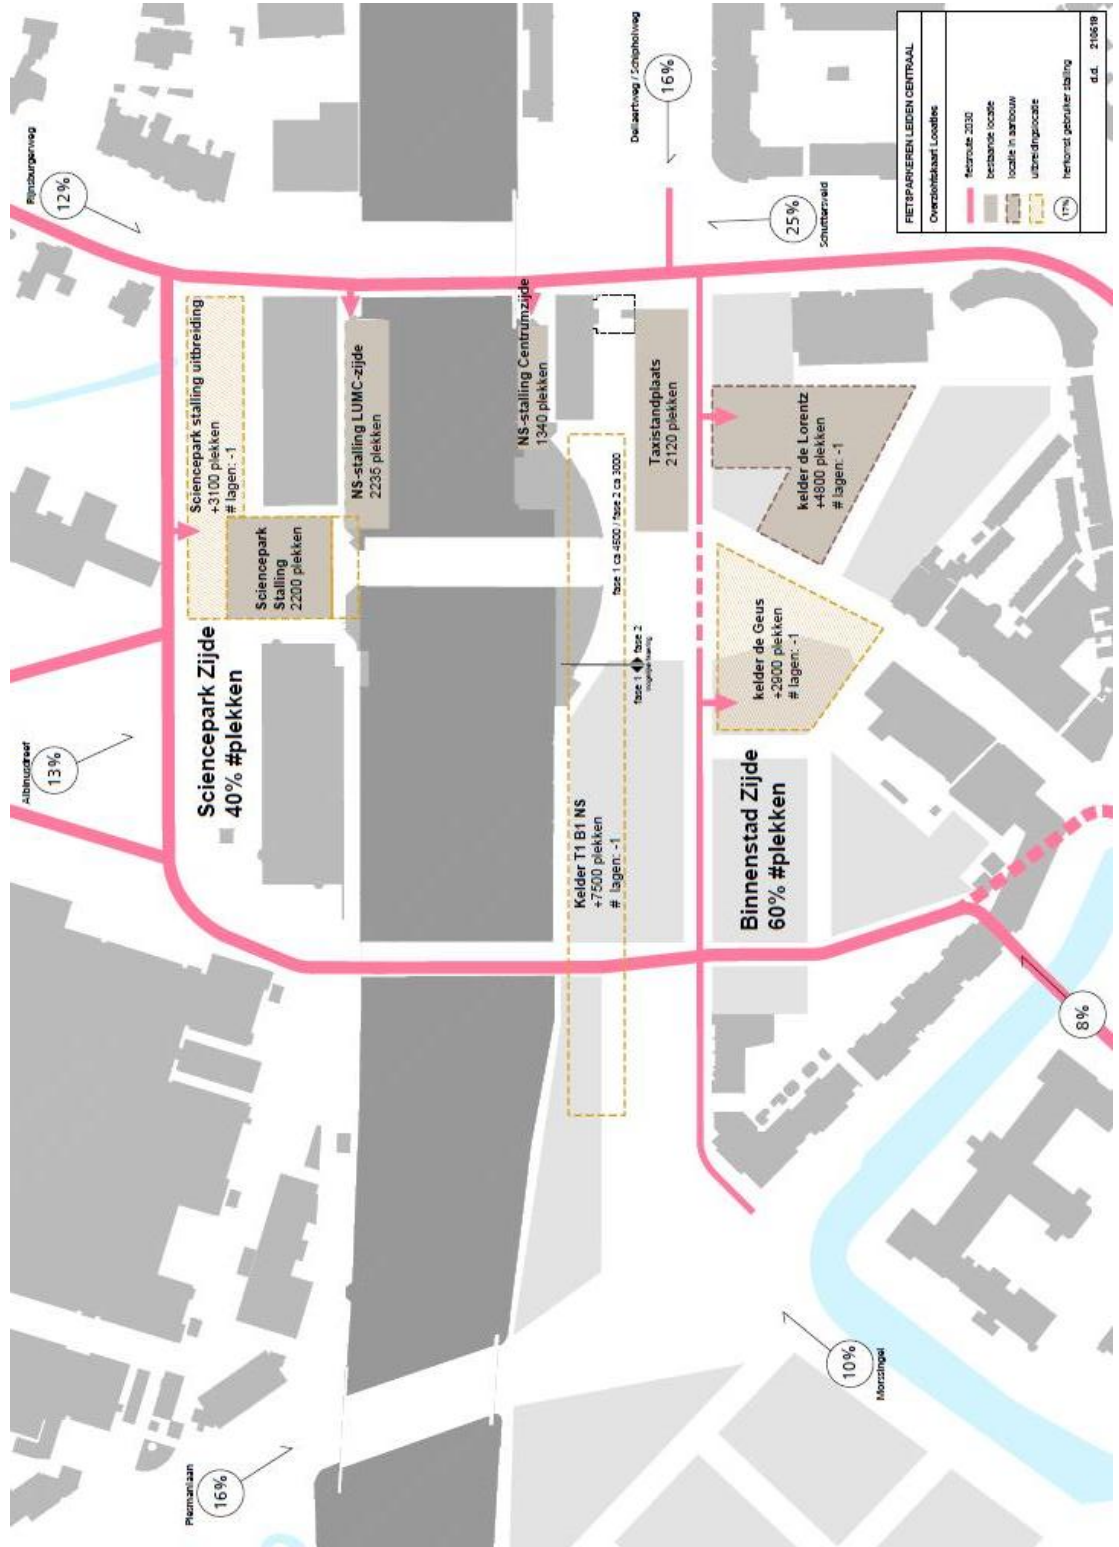 FIETSPARKEREN LEIDEN CENTRAAL
Overzichtskaart Locaties
fietsroute 2030
bestaande locatie
locatie in aanbouw
uitbreidingslocatie
17%
herkomst gebruiker stalling
d.d. 210619
Rijnsburgerweg
12%
Dellaertweg / Schipholweg
16%
25%
Schuttersveld
Albinusdreef
13%
Plesmanlaan
16%
10%
Morssingel
8%
Sciencepark stalling uitbreiding
+3100 plekken
# lagen: -1
Sciencepark
Stalling
2200 plekken
NS-stalling LUMC-zijde
2235 plekken
NS-stalling Centrumzijde
1340 plekken
Taxistandplaats
2120 plekken
kelder de Lorentz
+4800 plekken
# lagen: -1
kelder de Geus
+2900 plekken
# lagen: -1
Kelder T1 B1 NS
+7500 plekken
# lagen: -1
fase 1 ca 4500 / fase 2 ca 3000
fase 1 fase 2
Sciencepark Zijde
40% #plekken
Binnenstad Zijde
60% #plekken